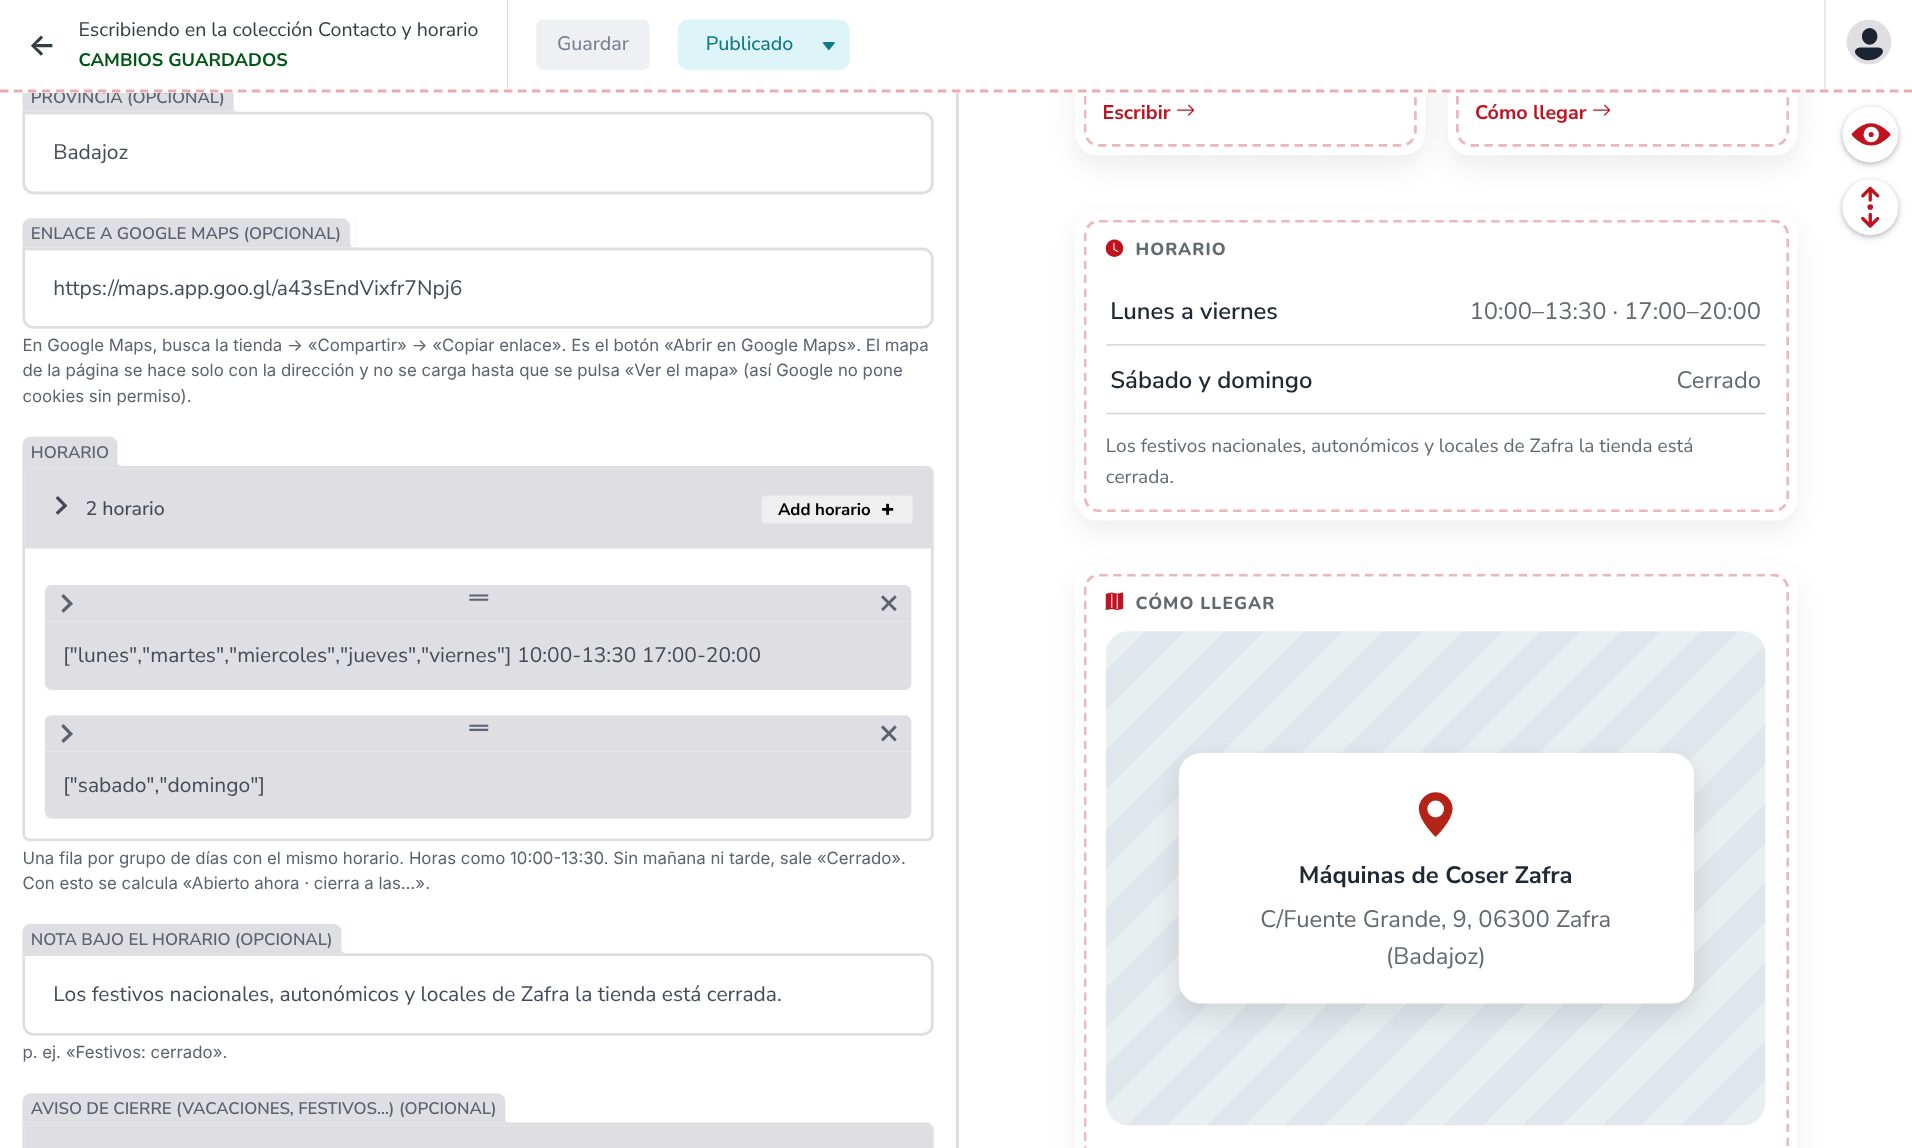 Escribiendo en la colección Contacto y horario
CAMBIOS GUARDADOS
Guardar
Publicado
PROVINCIA (OPCIONAL)
Badajoz
ENLACE A GOOGLE MAPS (OPCIONAL)
https://maps.app.goo.gl/a43sEndVixfr7Npj6
En Google Maps, busca la tienda → «Compartir» → «Copiar enlace». Es el botón «Abrir en Google Maps». El mapa
de la página se hace solo con la dirección y no se carga hasta que se pulsa «Ver el mapa» (así Google no pone
cookies sin permiso).
HORARIO
2 horario
Add horario +
["lunes","martes","miercoles","jueves","viernes"] 10:00-13:30 17:00-20:00
["sabado","domingo"]
Una fila por grupo de días con el mismo horario. Horas como 10:00-13:30. Sin mañana ni tarde, sale «Cerrado».
Con esto se calcula «Abierto ahora · cierra a las...».
NOTA BAJO EL HORARIO (OPCIONAL)
Los festivos nacionales, autonómicos y locales de Zafra la tienda está cerrada.
p. ej. «Festivos: cerrado».
AVISO DE CIERRE (VACACIONES, FESTIVOS...) (OPCIONAL)
Escribir →
Cómo llegar →
HORARIO
Lunes a viernes 10:00–13:30 · 17:00–20:00
Sábado y domingo Cerrado
Los festivos nacionales, autonómicos y locales de Zafra la tienda está
cerrada.
CÓMO LLEGAR
Máquinas de Coser Zafra
C/Fuente Grande, 9, 06300 Zafra
(Badajoz)